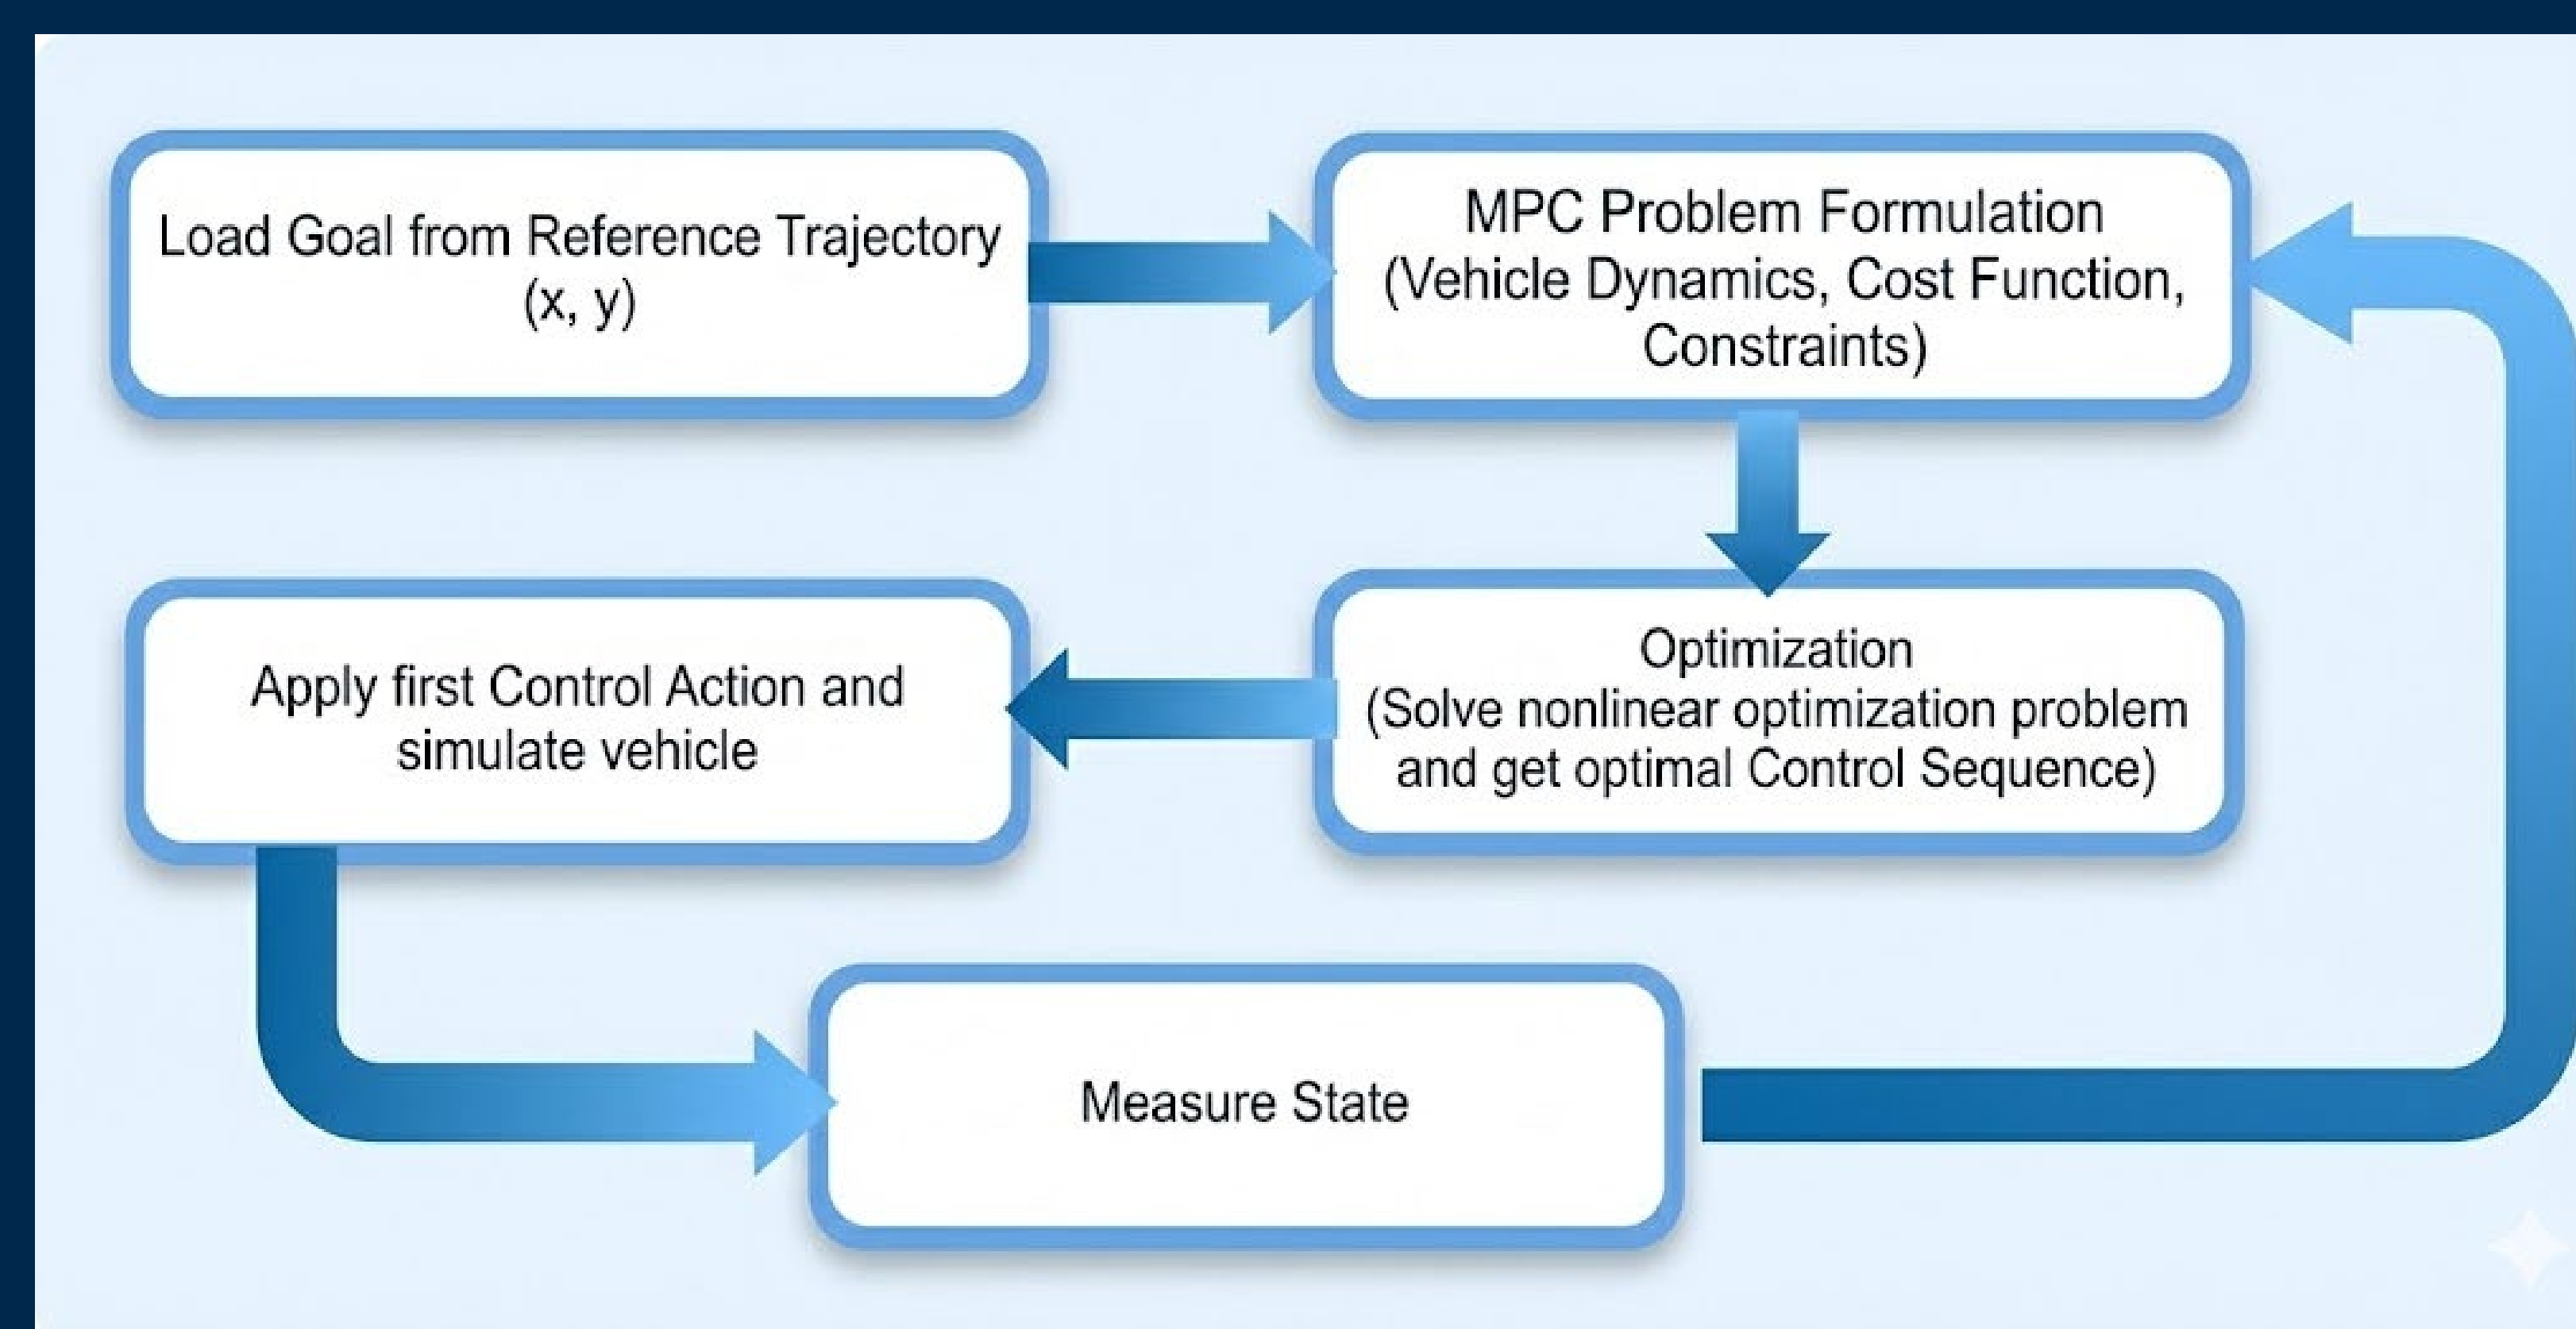 Load Goal from Reference Trajectory
(x, y)
MPC Problem Formulation
(Vehicle Dynamics, Cost Function,
Constraints)
Optimization
(Solve nonlinear optimization problem
and get optimal Control Sequence)
Apply first Control Action and
simulate vehicle
Measure State